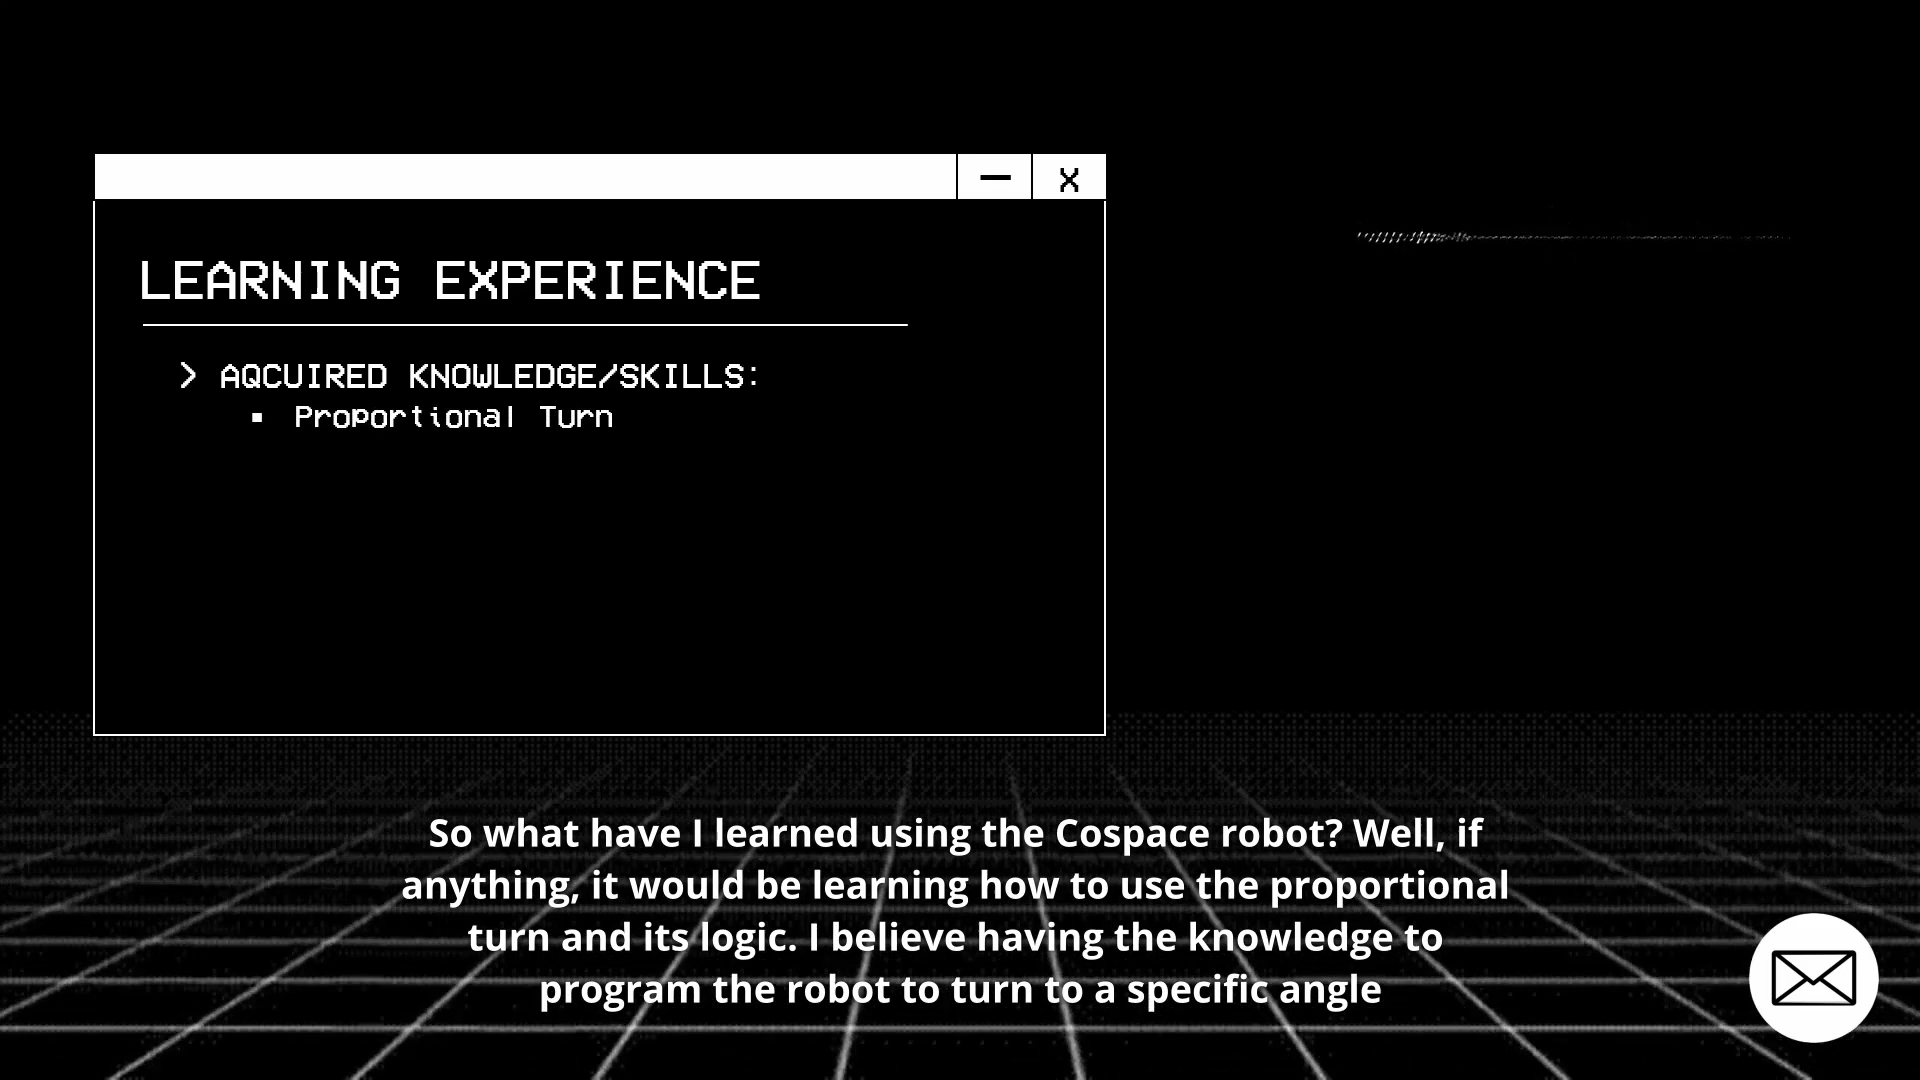 X
LEARNING EXPERIENCE
> AQCUIRED KNOWLEDGE/SKILLS:
▪ Proportional Turn
So what have I learned using the Cospace robot? Well, if
anything, it would be learning how to use the proportional
turn and its logic. I believe having the knowledge to
program the robot to turn to a specific angle